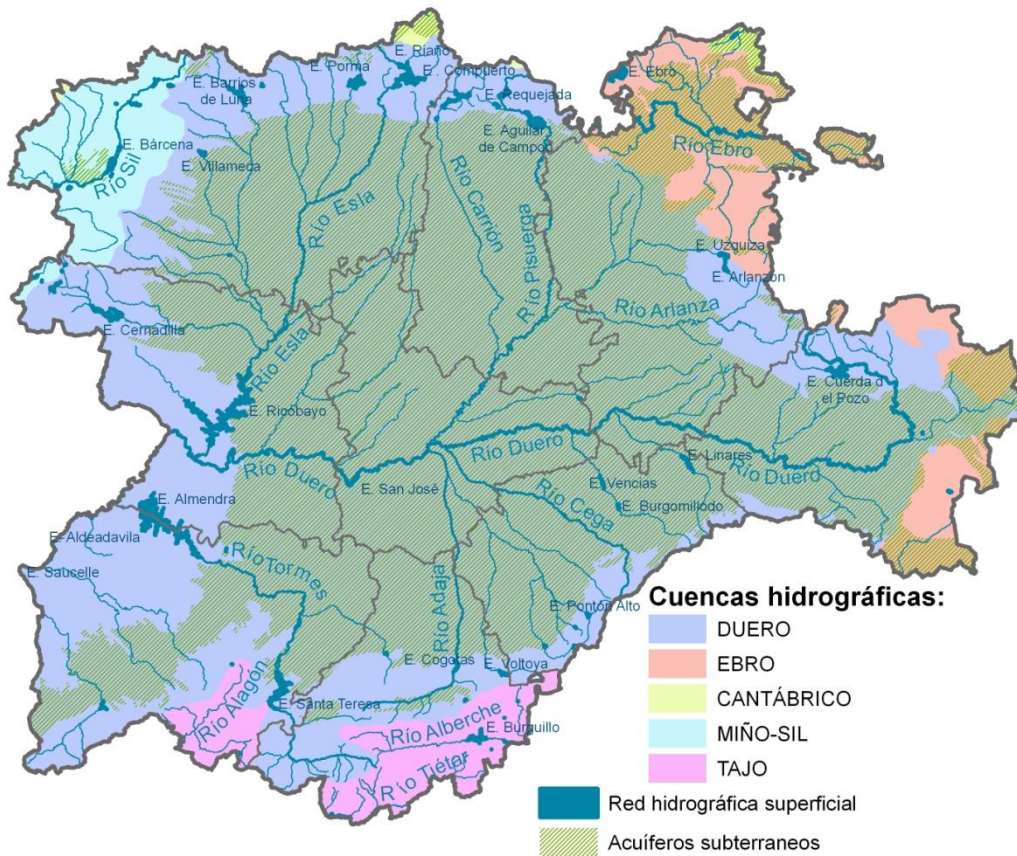 E. Riaño
E. Porma
E. Compuerto
E. Ebro
E. Barrios
de Luna
E. Requejada
E. Aguilar
de Campoo
Río Ebro
E. Bárcena
Río Sil
E. Villameca
Río Esla
Río Carrión
Río Pisuerga
E. Uzquiza
E. Arlanzón
Río Arlanza
E. Cernadilla
Río Esla
E. Cuerda d
el Pozo
E. Ricobayo
Río Duero
E. Linares
Río Duero
Río Duero
E. San José
E. Vencias
E. Burgomillodo
Río Cega
E. Almendra
E. Aldeadavila
Río Tormes
E. Saucelle
Río Adaja
E. Pontón Alto
E. Cogotas
E. Voltoya
Río Alagón
E. Santa Teresa
Río Alberche
E. Burguillo
Río Tiétar
Cuencas hidrográficas:
DUERO
EBRO
CANTÁBRICO
MIÑO-SIL
TAJO
Red hidrográfica superficial
Acuíferos subterraneos